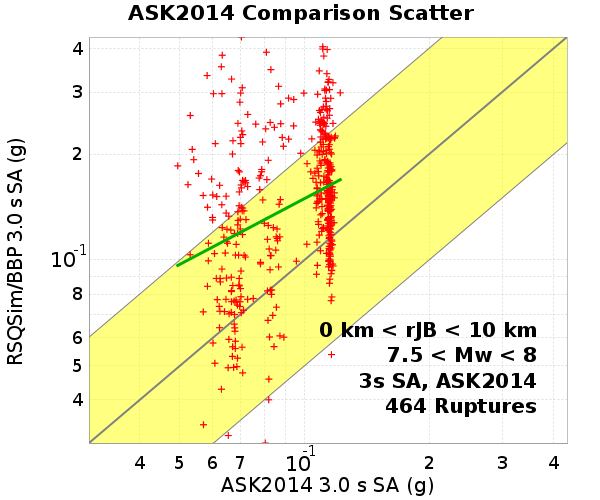 ASK2014 Comparison Scatter
RSQSim/BBP 3.0 s SA (g)
4
3
2
10-1
8
6
5
4
0 km < rJB < 10 km
7.5 < Mw < 8
3s SA, ASK2014
464 Ruptures
4 5 6 7 10-1 2 3 4
ASK2014 3.0 s SA (g)